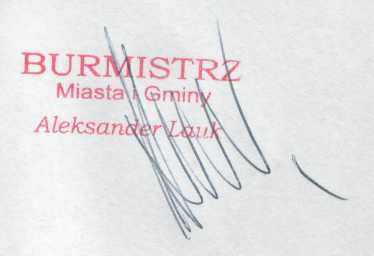 BURMISTRZ
Miasta i Gminy
Aleksander Lauk